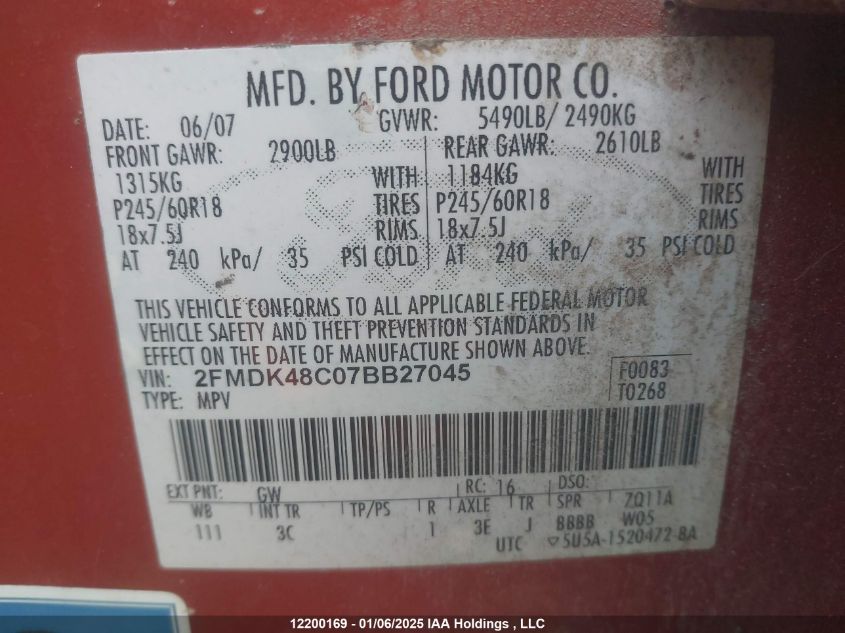 MFD. BY FORD MOTOR CO.
DATE: 06/07 GVWR: 5490LB/ 2490KG
FRONT GAWR: 2900LB REAR GAWR: 2610LB
1315KG WITH 1184KG WITH
P245/60R18 TIRES P245/60R18 TIRES
18x7.5J RIMS 18x7.5J RIMS
AT 240 kPa/ 35 PSI COLD AT 240 kPa/ 35 PSI COLD
THIS VEHICLE CONFORMS TO ALL APPLICABLE FEDERAL MOTOR
VEHICLE SAFETY AND THEFT PREVENTION STANDARDS IN
EFFECT ON THE DATE OF MANUFACTURE SHOWN ABOVE.
VIN: 2FMDK48C07BB27045 F0083
TYPE: MPV T0268
EXT PNT: GW RC: 16 DSO:
WB INT TR TP/PS R AXLE TR SPR 7Q11A
111 3C 1 3E J BBBB W05
UTC ▽5U5A-1520472-BA
12200169 - 01/06/2025 IAA Holdings , LLC